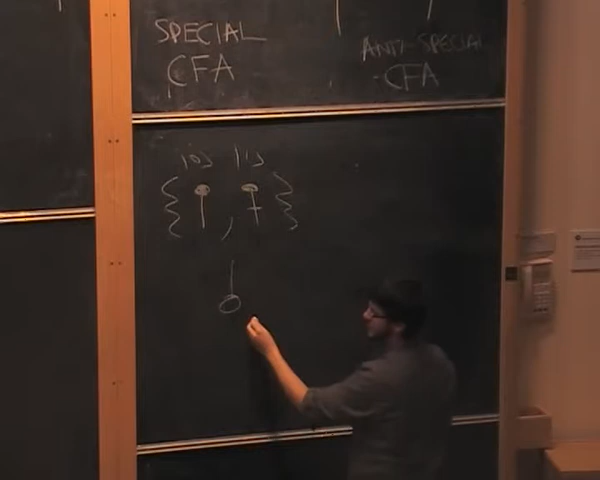 SPECIAL
CFA
ANTI-SPECIAL
CFA
|0> |1>
{ , }